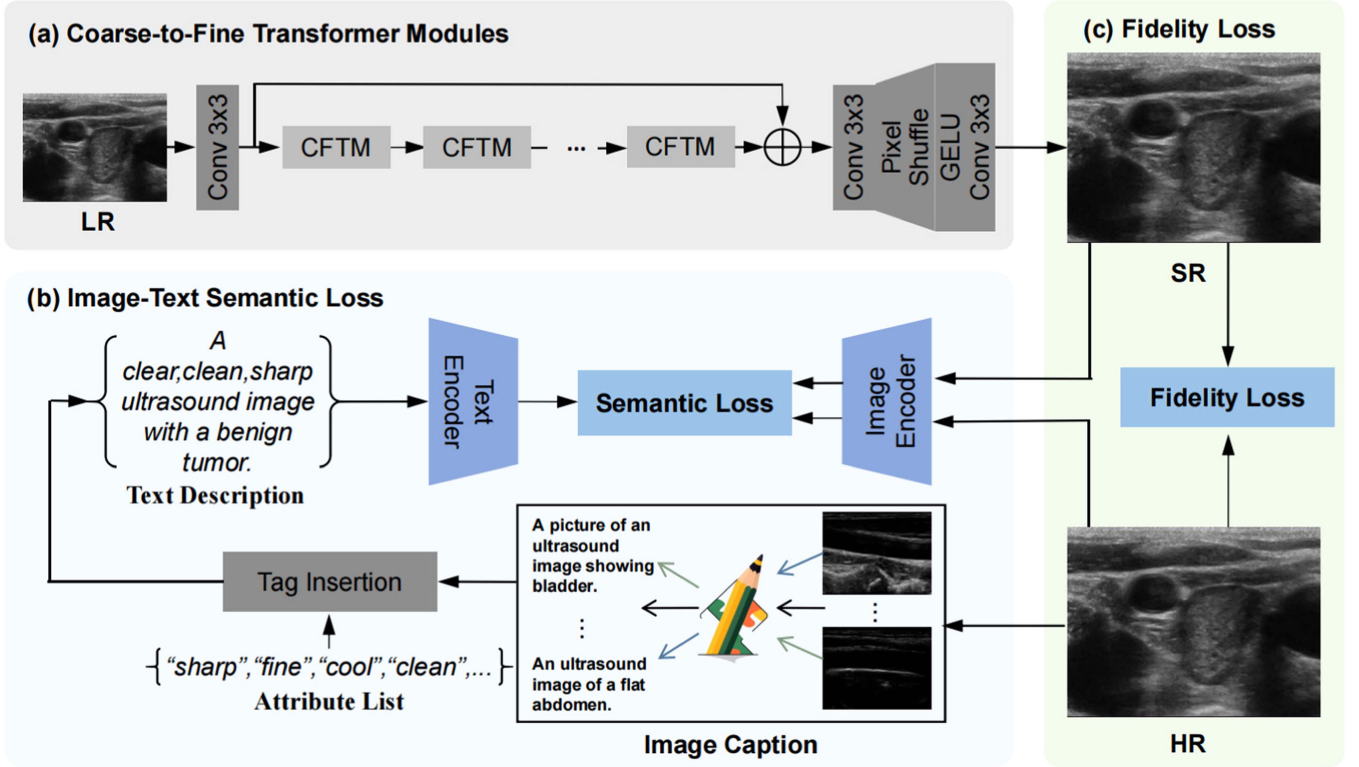 (a) Coarse-to-Fine Transformer Modules
LR
Conv 3x3
CFTM
CFTM
...
CFTM
Conv 3x3
Pixel
Shuffle
GELU
Conv 3x3
(c) Fidelity Loss
SR
Fidelity Loss
HR
(b) Image-Text Semantic Loss
A
clear,clean,sharp
ultrasound image
with a benign
tumor.
Text Description
Text
Encoder
Semantic Loss
Image
Encoder
Tag Insertion
{“sharp”,“fine”,“cool”,“clean”,...}
Attribute List
A picture of an
ultrasound
image showing
bladder.
⋮
An ultrasound
image of a flat
abdomen.
⋮
Image Caption